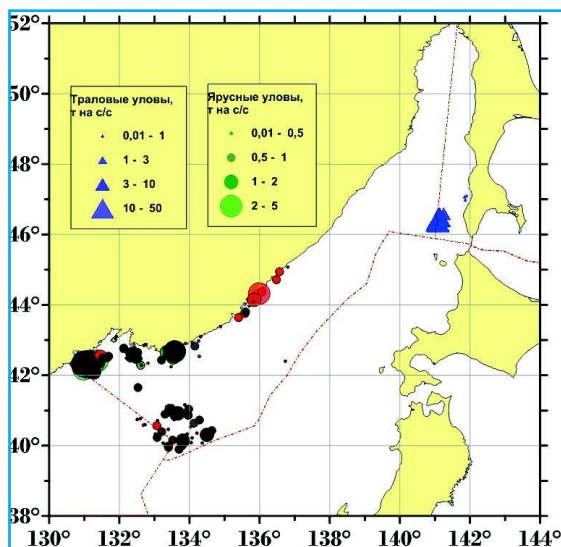 52°
50°
48°
46°
44°
42°
40°
38°
130°
132°
134°
136°
138°
140°
142°
144°
Траловые уловы,
т на с/с
0,01 - 1
1 - 3
3 - 10
10 - 50
Ярусные уловы,
т на с/с
0,01 - 0,5
0,5 - 1
1 - 2
2 - 5